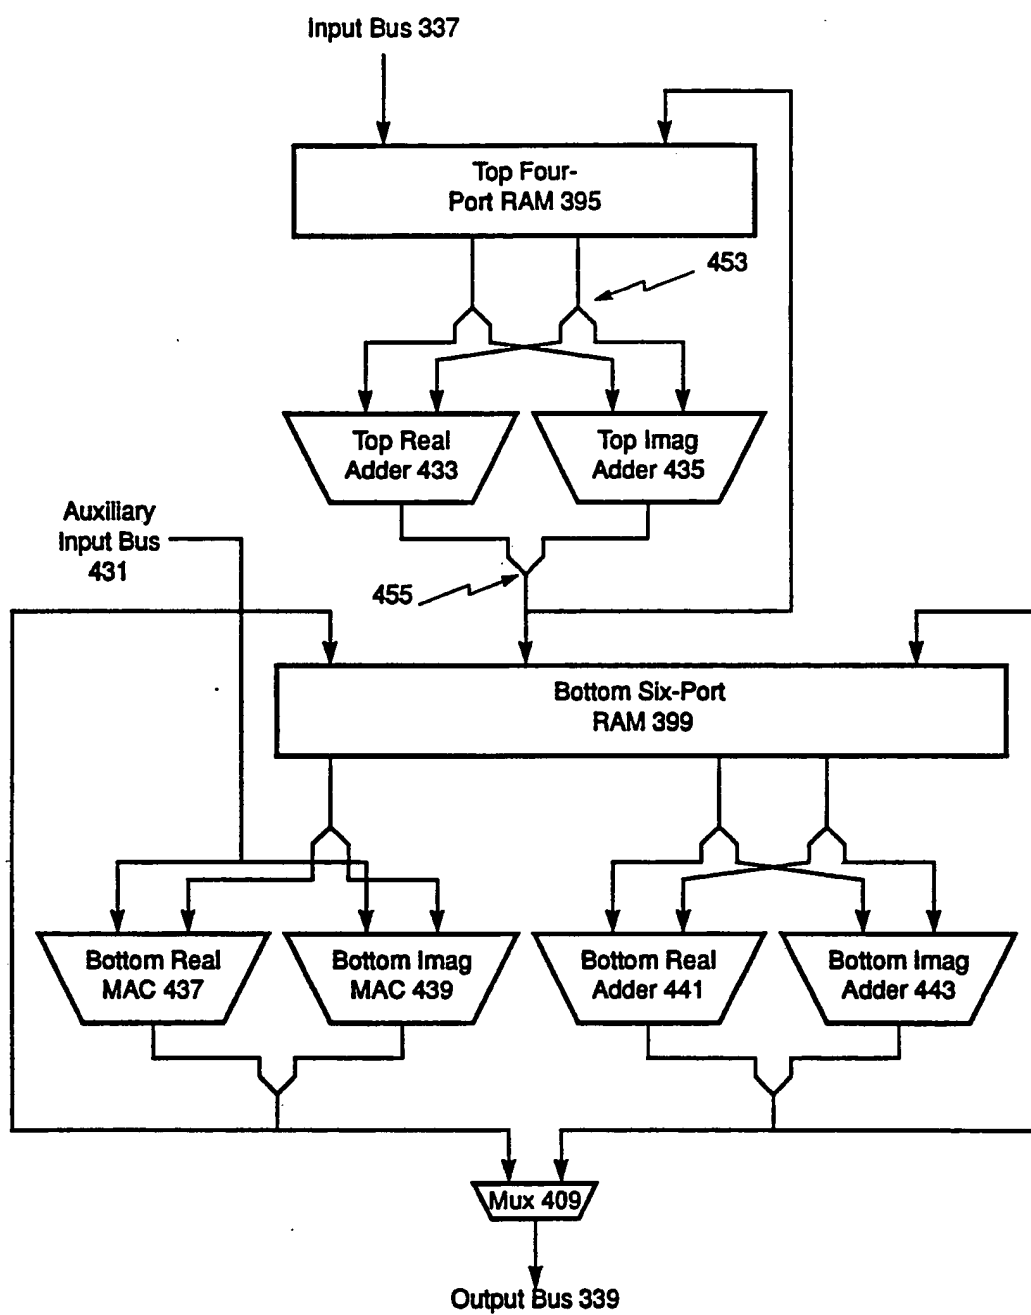 Input Bus 337
Top Four-
Port RAM 395
453
Top Real
Adder 433
Top Imag
Adder 435
Auxiliary
Input Bus
431
455
Bottom Six-Port
RAM 399
Bottom Real
MAC 437
Bottom Imag
MAC 439
Bottom Real
Adder 441
Bottom Imag
Adder 443
Mux 409
Output Bus 339